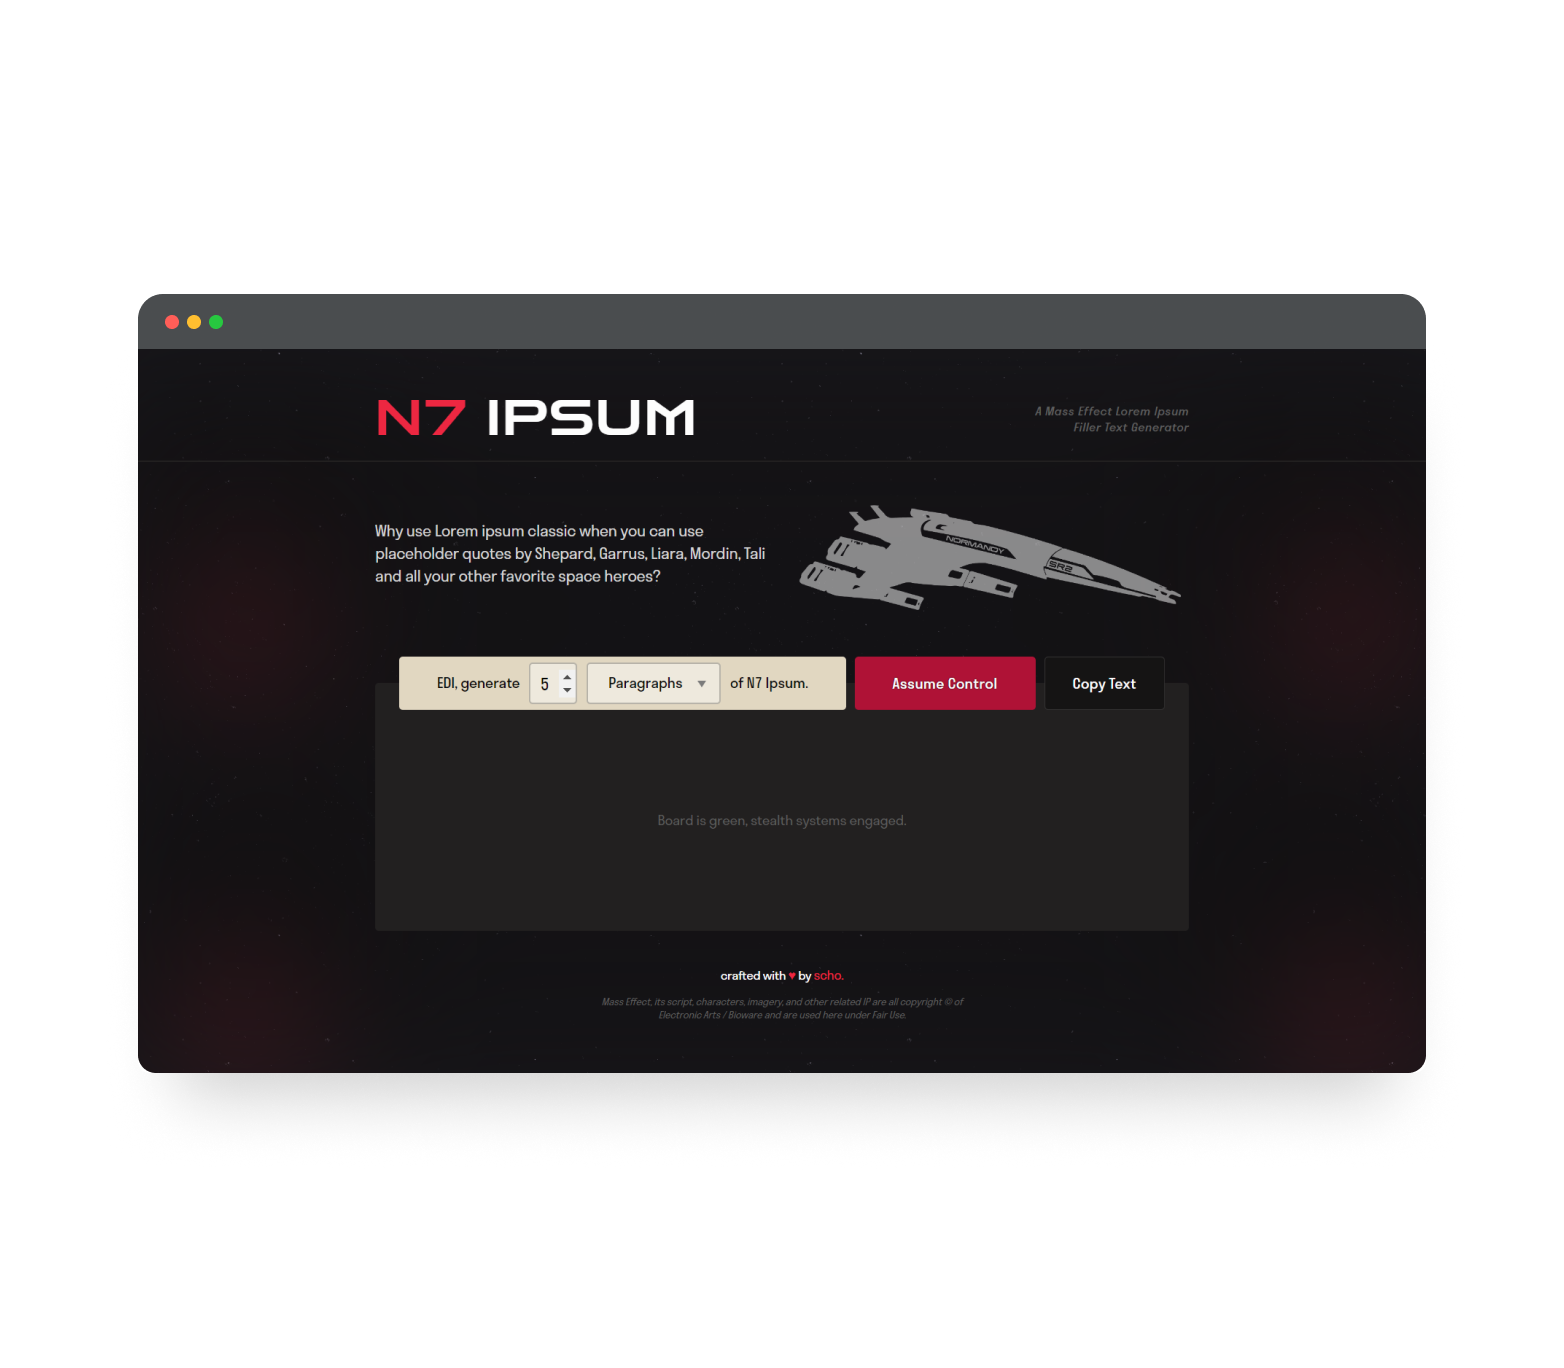 N7 IPSUM
A Mass Effect Lorem Ipsum
Filler Text Generator
Why use Lorem ipsum classic when you can use
placeholder quotes by Shepard, Garrus, Liara, Mordin, Tali
and all your other favorite space heroes?
NORMANDY
SR2
EDI, generate 5 Paragraphs of N7 Ipsum.
Assume Control
Copy Text
Board is green, stealth systems engaged.
crafted with ♥ by scho.
Mass Effect, its script, characters, imagery, and other related IP are all copyright © of
Electronic Arts / Bioware and are used here under Fair Use.